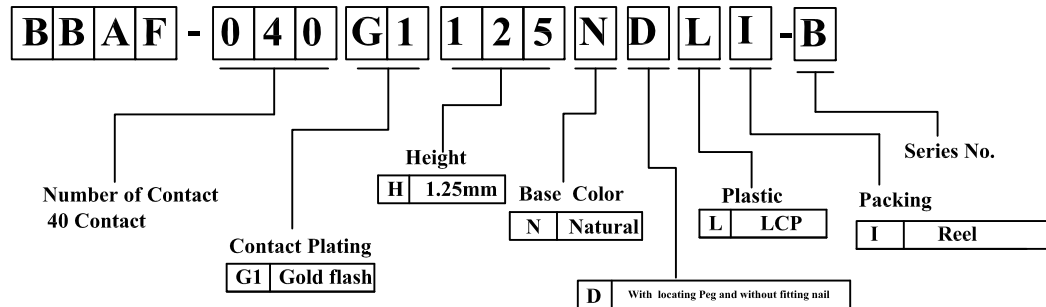 BBAF-040G1125NDLI-B
Series No.
Height
H 1.25mm
Number of Contact
40 Contact
Base Color
N Natural
Plastic
L LCP
Packing
I Reel
Contact Plating
G1 Gold flash
D With locating Peg and without fitting nail